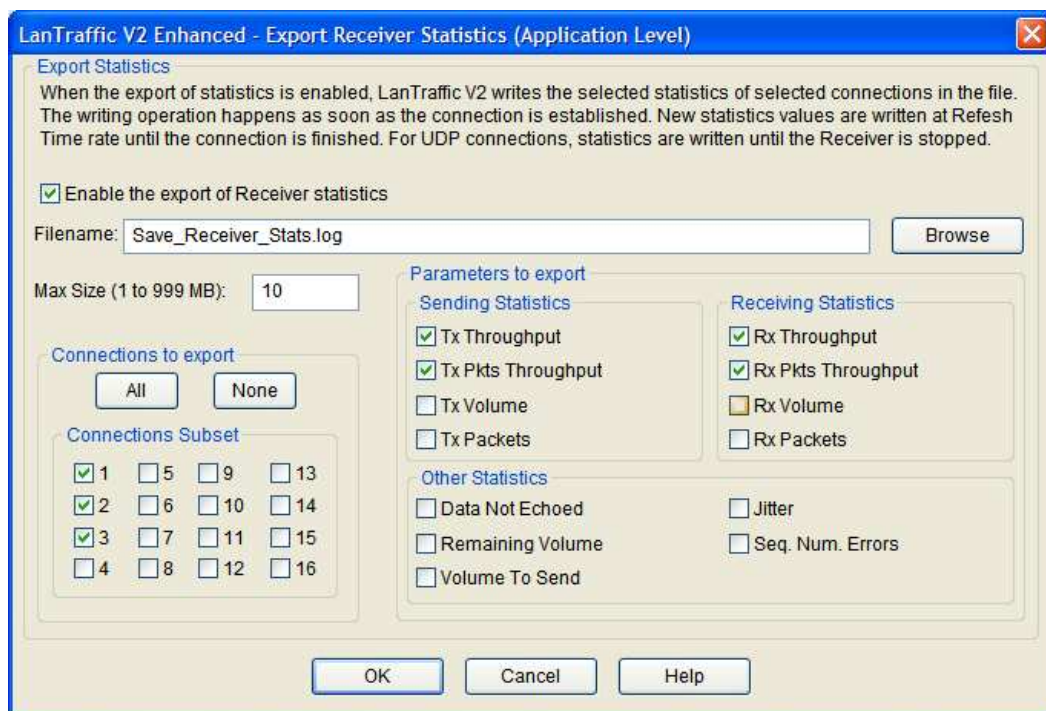 LanTraffic V2 Enhanced - Export Receiver Statistics (Application Level)
Export Statistics
When the export of statistics is enabled, LanTraffic V2 writes the selected statistics of selected connections in the file.
The writing operation happens as soon as the connection is established. New statistics values are written at Refesh
Time rate until the connection is finished. For UDP connections, statistics are written until the Receiver is stopped.
Enable the export of Receiver statistics
Filename: Save_Receiver_Stats.log Browse
Max Size (1 to 999 MB): 10
Connections to export
All None
Connections Subset
1 5 9 13
2 6 10 14
3 7 11 15
4 8 12 16
Parameters to export
Sending Statistics
Tx Throughput
Tx Pkts Throughput
Tx Volume
Tx Packets
Receiving Statistics
Rx Throughput
Rx Pkts Throughput
Rx Volume
Rx Packets
Other Statistics
Data Not Echoed Jitter
Remaining Volume Seq. Num. Errors
Volume To Send
OK Cancel Help